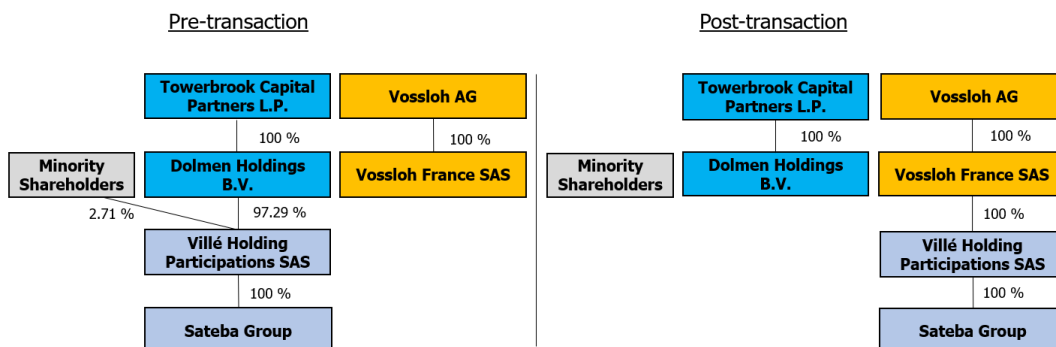 Pre-transaction
Towerbrook Capital
Partners L.P.
Vossloh AG
100 %
100 %
Minority
Shareholders
Dolmen Holdings
B.V.
Vossloh France SAS
2.71 %
97.29 %
Villé Holding
Participations SAS
100 %
Sateba Group
Post-transaction
Towerbrook Capital
Partners L.P.
Vossloh AG
100 %
100 %
Minority
Shareholders
Dolmen Holdings
B.V.
Vossloh France SAS
100 %
Villé Holding
Participations SAS
100 %
Sateba Group